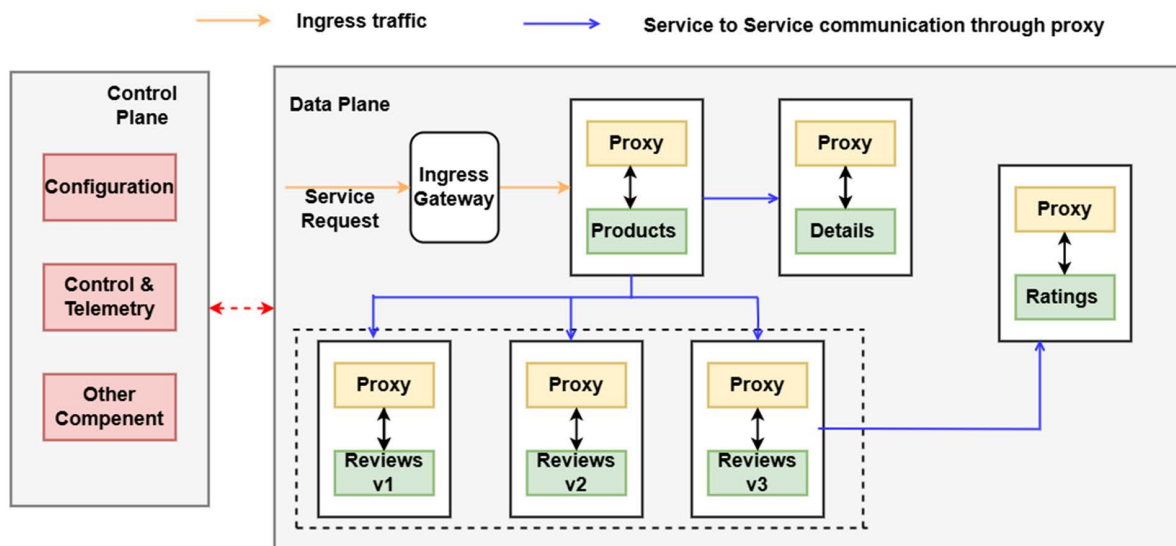 Ingress traffic
Service to Service communication through proxy
Control
Plane
Configuration
Control &
Telemetry
Other
Compenent
Data Plane
Service
Request
Ingress
Gateway
Proxy
Products
Proxy
Details
Proxy
Ratings
Proxy
Reviews
v1
Proxy
Reviews
v2
Proxy
Reviews
v3